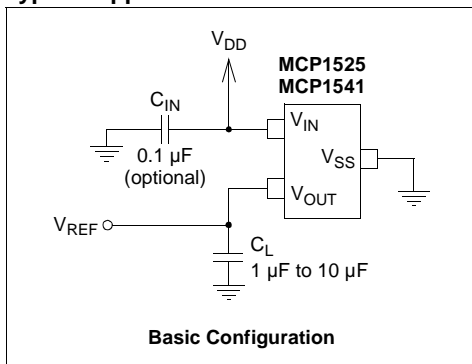 V_DD
MCP1525
MCP1541
C_IN
V_IN
0.1 µF
(optional)
V_SS
V_OUT
V_REF
C_L
1 µF to 10 µF
Basic Configuration